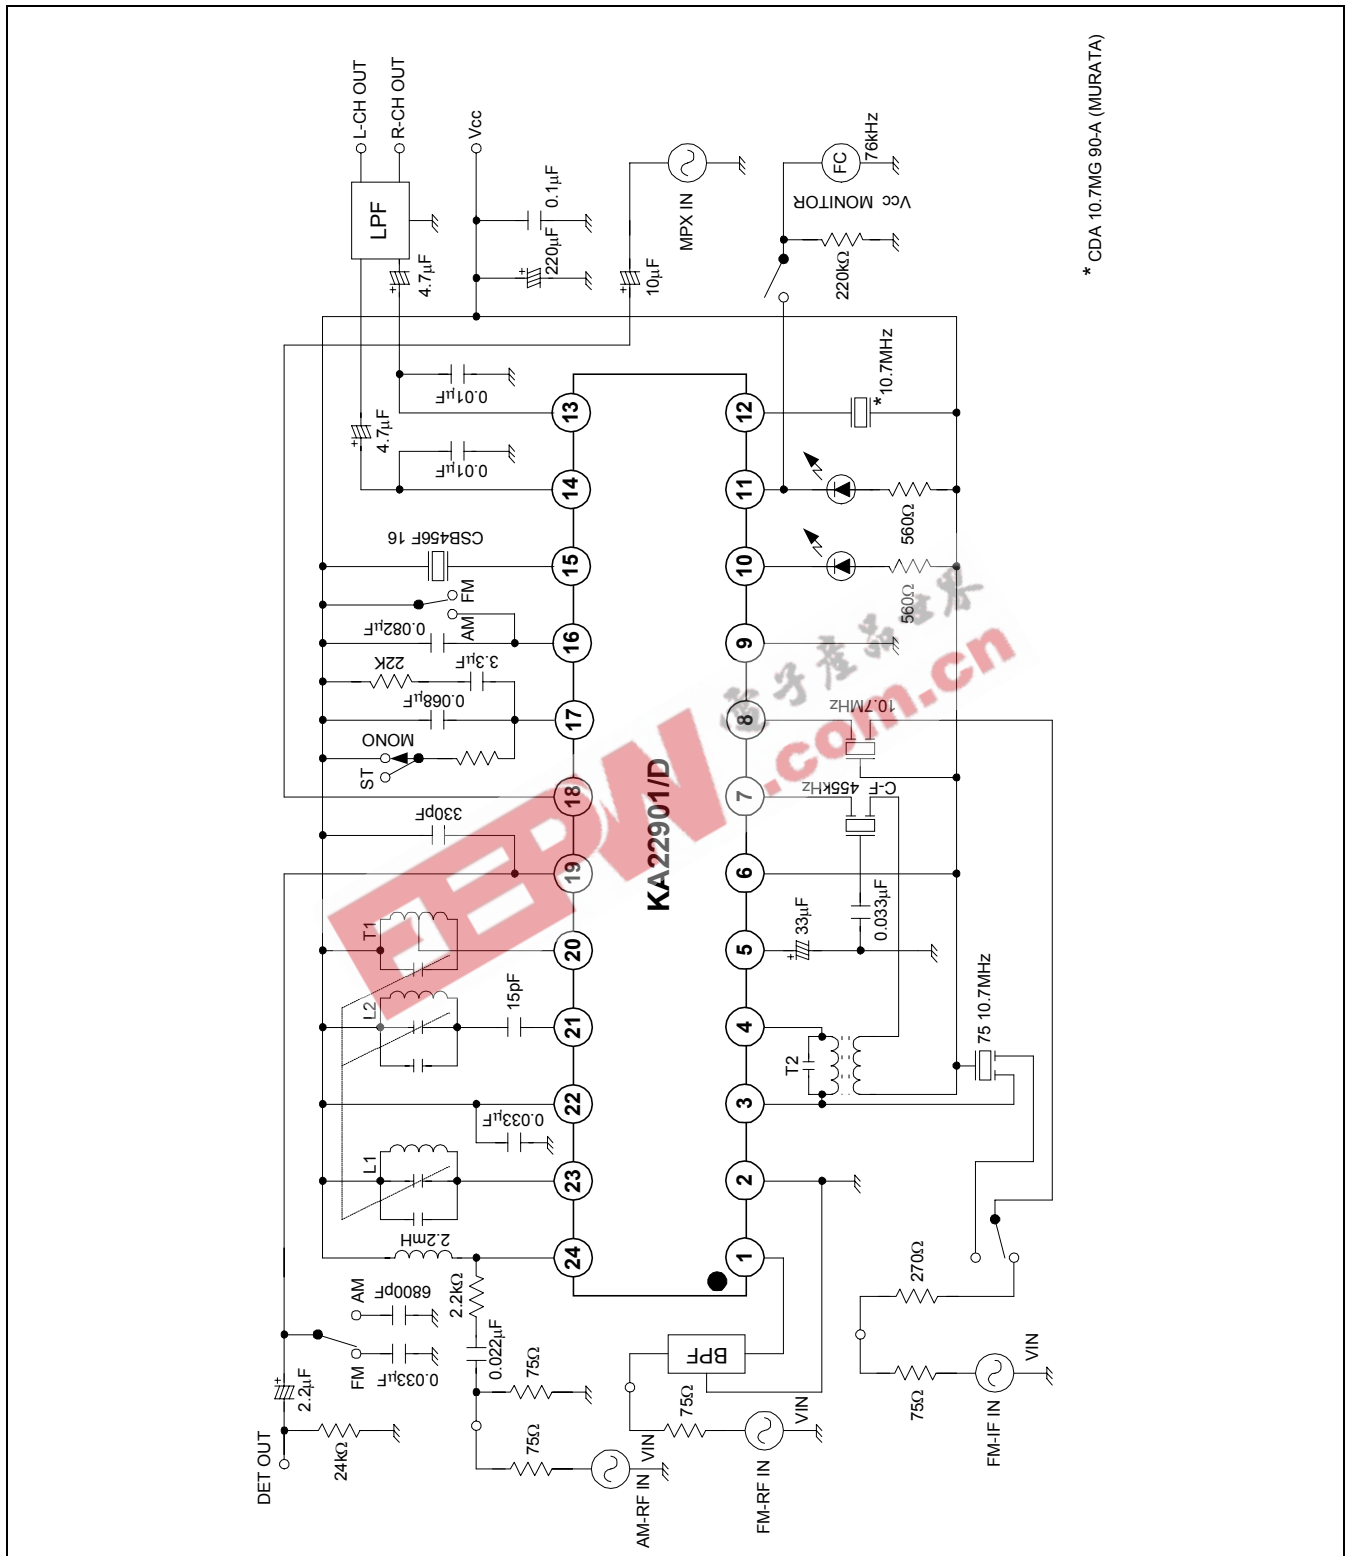 L-CH OUT
R-CH OUT
LPF
Vcc
4.7µF
4.7µF
0.01µF
0.01µF
220µF
0.1µF
10µF
MPX IN
FC
76kHz
Vcc MONITOR
220kΩ
* CDA 10.7MG 90-A (MURATA)
CSB456F 16
FM
AM
0.082µF
3.3µF
22K
0.068µF
MONO
ST
330pF
T1
L2
15pF
0.033µF
L1
2.2mH
13
14
15
16
17
18
19
20
21
22
23
24
KA22901/D
12
11
10
9
8
7
6
5
4
3
2
1
*10.7MHz
560Ω
560Ω
10.7MHz
C-F 455kHz
0.033µF
33µF
T2
75 10.7MHz
AM
6800pF
FM
0.033µF
2.2µF
24kΩ
DET OUT
2.2kΩ
0.022µF
75Ω
75Ω
AM-RF IN
VIN
BPF
75Ω
VIN
FM-RF IN
270Ω
75Ω
VIN
FM-IF IN
EEPW
.com.cn
電子產品世界